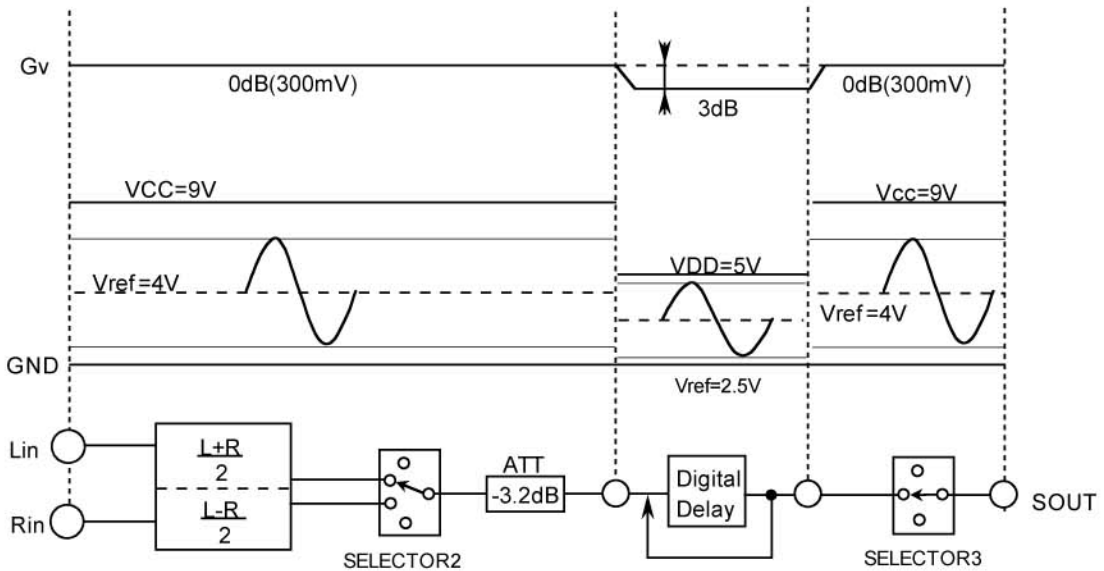 Gv
0dB(300mV)
3dB
0dB(300mV)
VCC=9V
Vcc=9V
Vref=4V
VDD=5V
Vref=4V
GND
Vref=2.5V
Lin
L+R
2
ATT
-3.2dB
Digital
Delay
SOUT
Rin
L-R
2
SELECTOR2
SELECTOR3